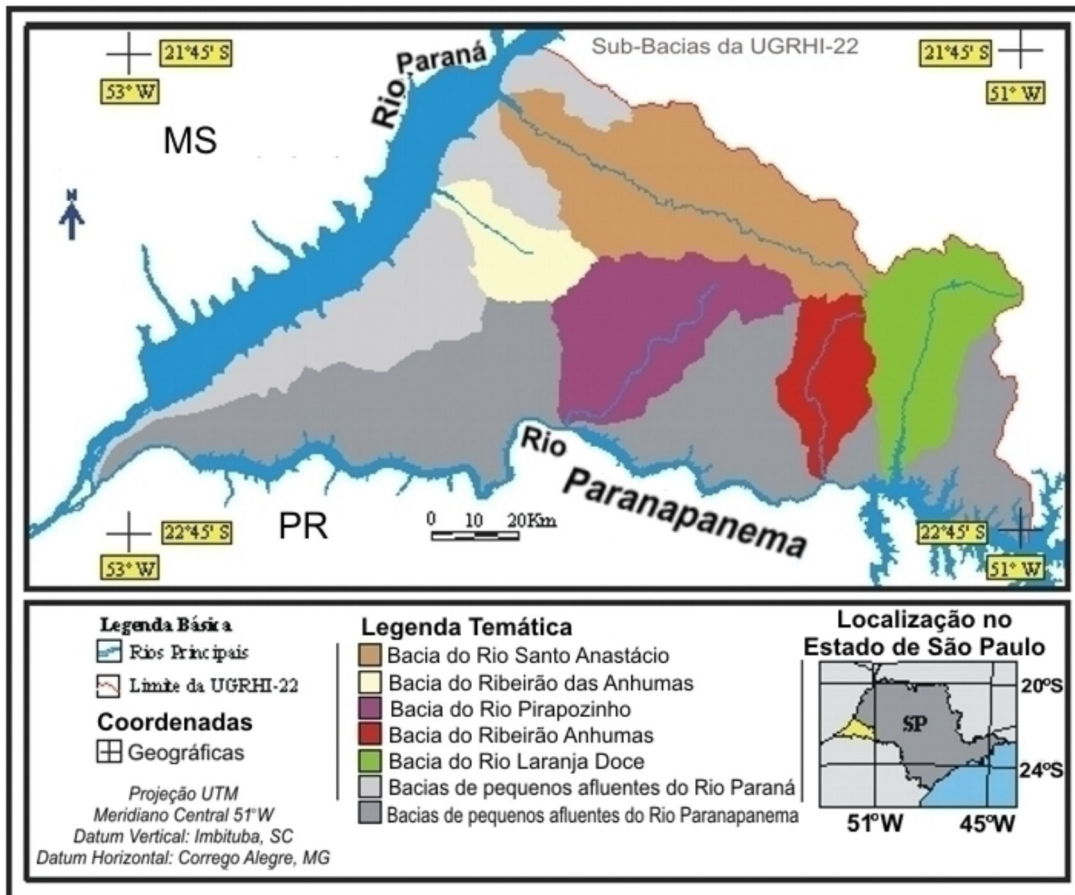 Sub-Bacias da UGRHI-22
21°45' S
53° W
21°45' S
51° W
Rio Paraná
MS
N
Rio
Paranapanema
PR
0 10 20Km
22°45' S
53° W
22°45' S
51° W
Legenda Básica
Rios Principais
Limite da UGRHI-22
Coordenadas
Geográficas
Projeção UTM
Meridiano Central 51°W
Datum Vertical: Imbituba, SC
Datum Horizontal: Corrego Alegre, MG
Legenda Temática
Bacia do Rio Santo Anastácio
Bacia do Ribeirão das Anhumas
Bacia do Rio Pirapozinho
Bacia do Ribeirão Anhumas
Bacia do Rio Laranja Doce
Bacias de pequenos afluentes do Rio Paraná
Bacias de pequenos afluentes do Rio Paranapanema
Localização no
Estado de São Paulo
SP
20ºS
24ºS
51ºW 45ºW